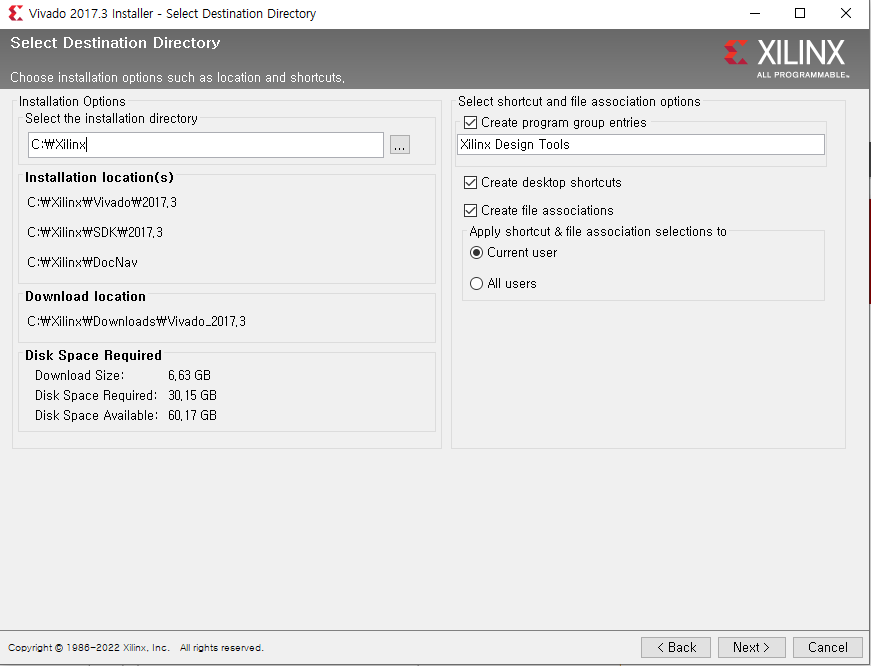 Vivado 2017.3 Installer - Select Destination Directory
Select Destination Directory
Choose installation options such as location and shortcuts.
XILINX
ALL PROGRAMMABLE™
Installation Options
Select the installation directory
C:₩Xilinx
...
Installation location(s)
C:₩Xilinx₩Vivado₩2017.3
C:₩Xilinx₩SDK₩2017.3
C:₩Xilinx₩DocNav
Download location
C:₩Xilinx₩Downloads₩Vivado_2017.3
Disk Space Required
Download Size: 6.63 GB
Disk Space Required: 30.15 GB
Disk Space Available: 60.17 GB
Select shortcut and file association options
Create program group entries
Xilinx Design Tools
Create desktop shortcuts
Create file associations
Apply shortcut & file association selections to
Current user
All users
Copyright © 1986-2022 Xilinx, Inc. All rights reserved.
< Back
Next >
Cancel